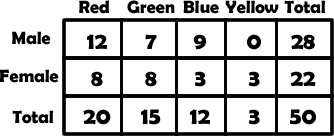 Red Green Blue Yellow Total
Male 12 7 9 0 28
Female 8 8 3 3 22
Total 20 15 12 3 50